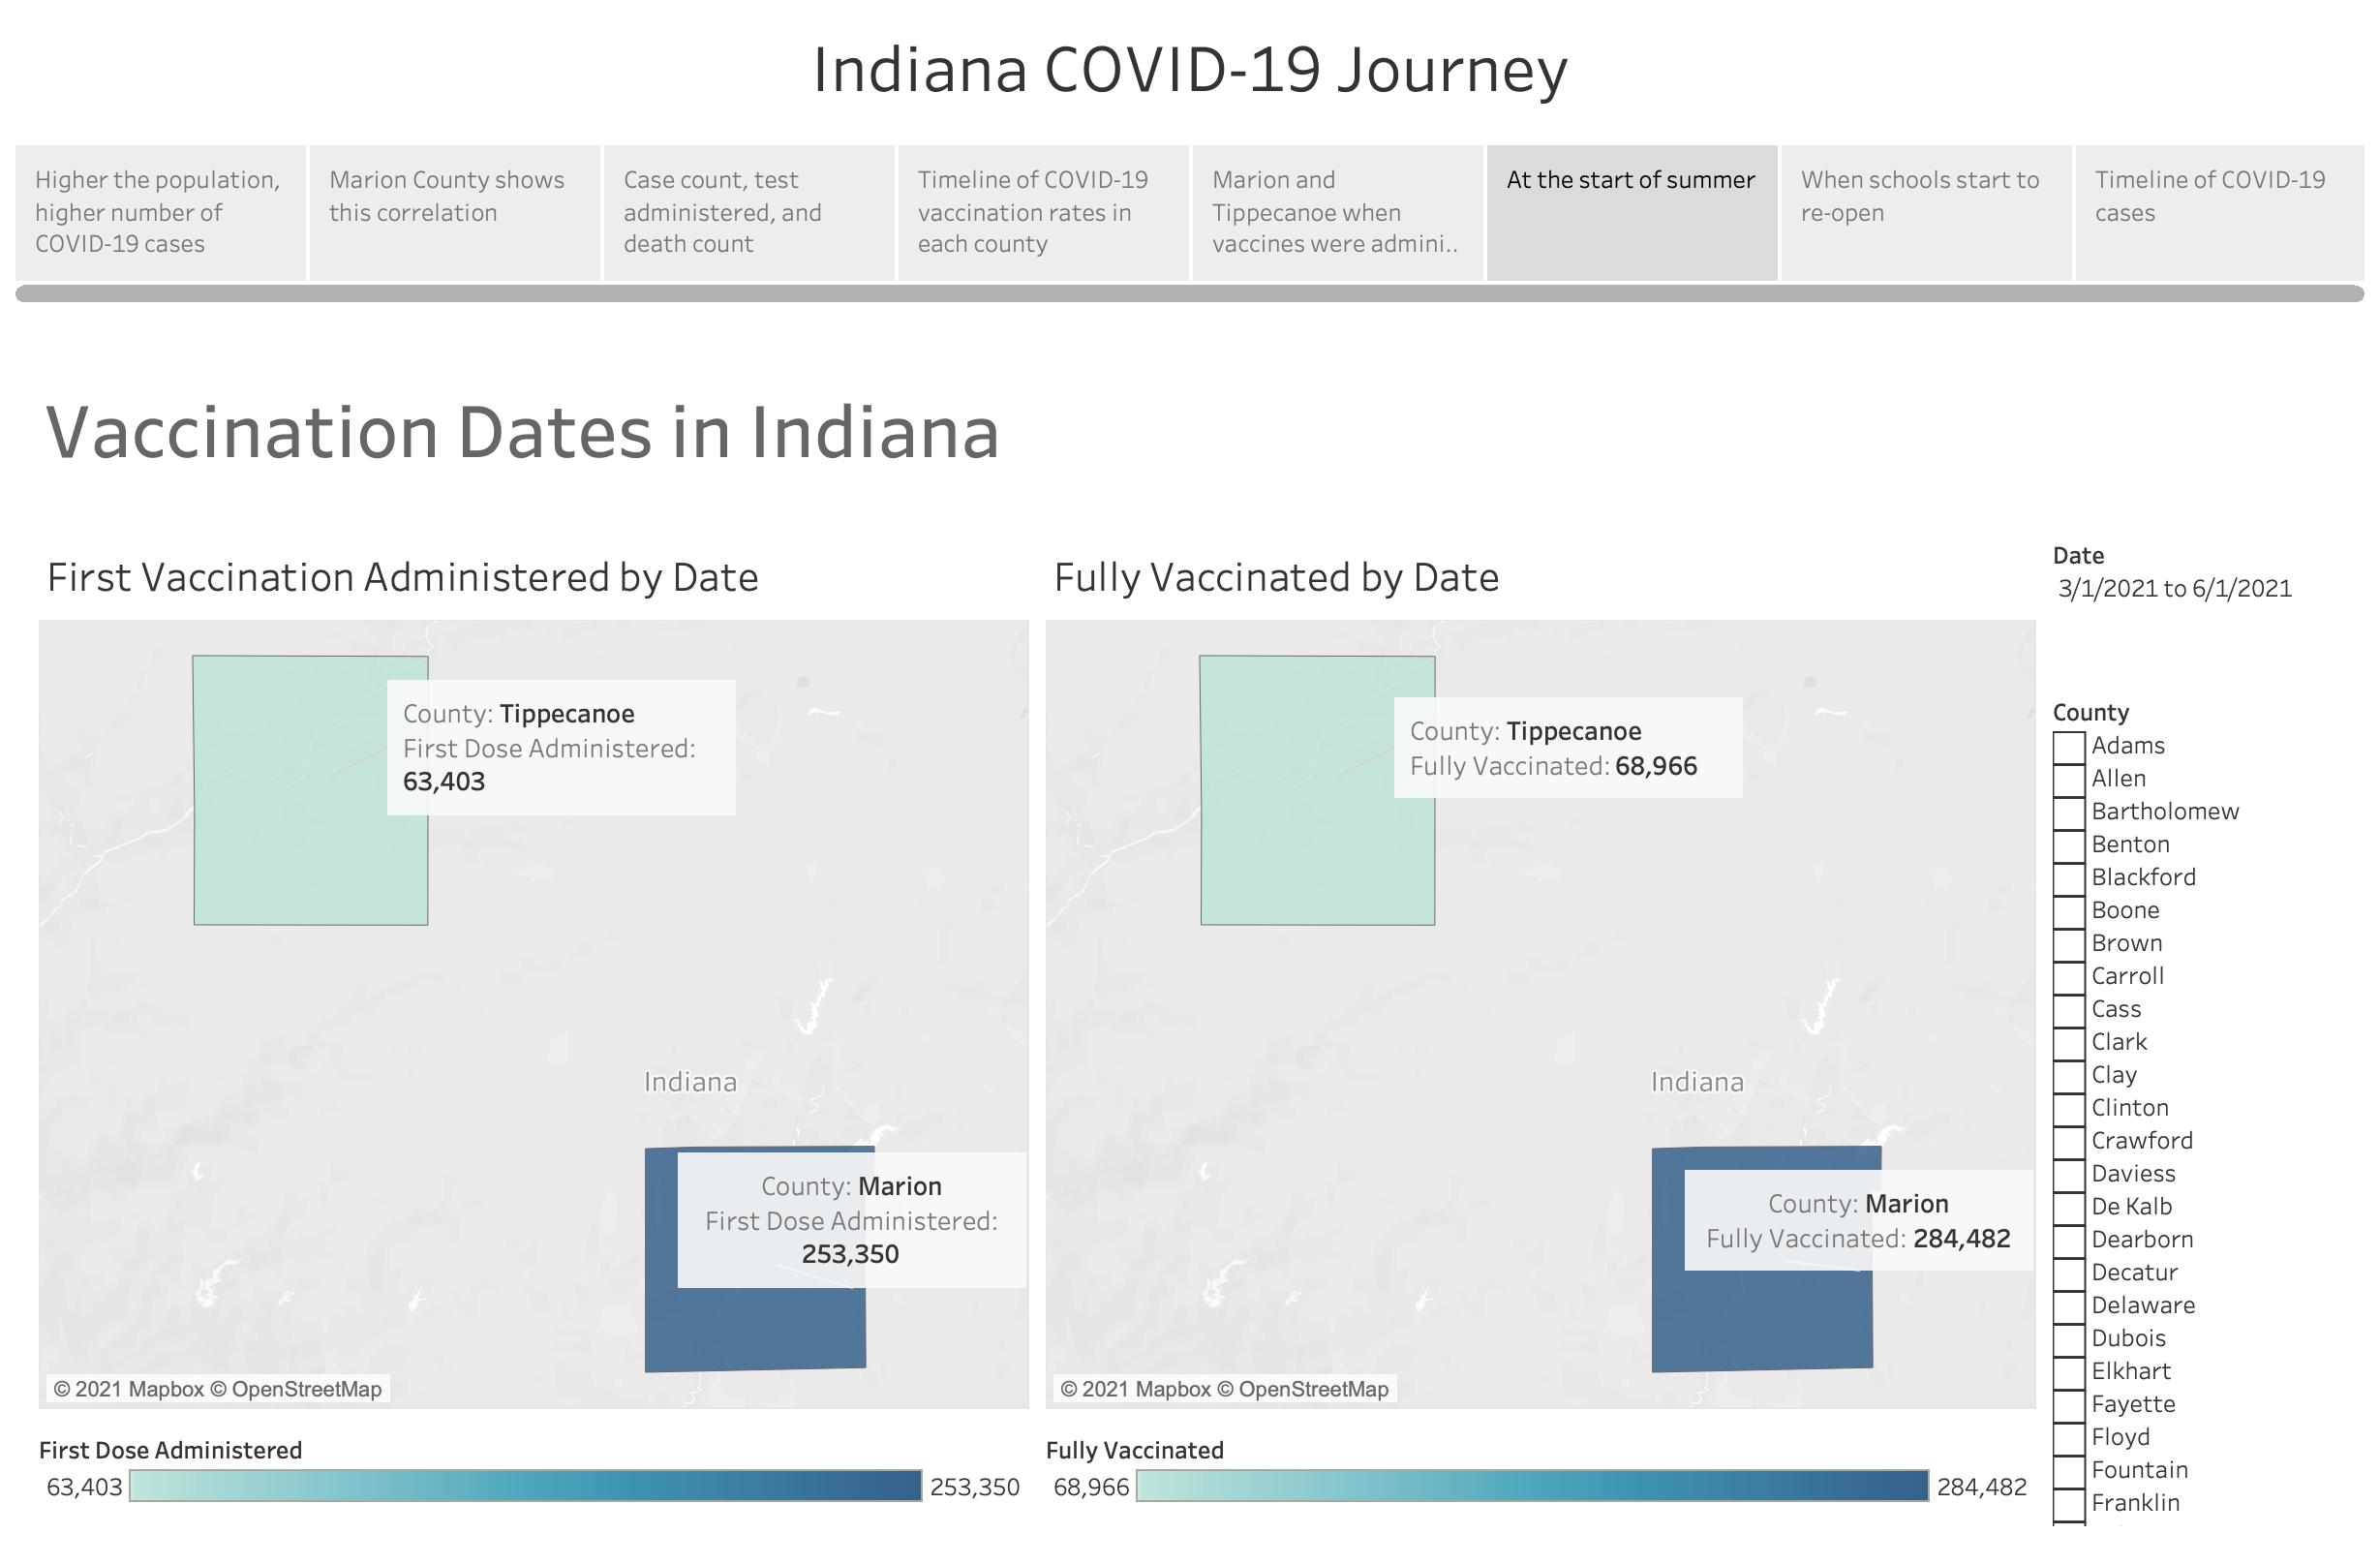 Indiana COVID-19 Journey
Higher the population,
higher number of
COVID-19 cases
Marion County shows
this correlation
Case count, test
administered, and
death count
Timeline of COVID-19
vaccination rates in
each county
Marion and
Tippecanoe when
vaccines were admini..
At the start of summer
When schools start to
re-open
Timeline of COVID-19
cases
Vaccination Dates in Indiana
First Vaccination Administered by Date
County: Tippecanoe
First Dose Administered:
63,403
Indiana
County: Marion
First Dose Administered:
253,350
© 2021 Mapbox © OpenStreetMap
First Dose Administered
63,403
253,350
Fully Vaccinated by Date
County: Tippecanoe
Fully Vaccinated: 68,966
Indiana
County: Marion
Fully Vaccinated: 284,482
© 2021 Mapbox © OpenStreetMap
Fully Vaccinated
68,966
284,482
Date
3/1/2021 to 6/1/2021
County
Adams
Allen
Bartholomew
Benton
Blackford
Boone
Brown
Carroll
Cass
Clark
Clay
Clinton
Crawford
Daviess
De Kalb
Dearborn
Decatur
Delaware
Dubois
Elkhart
Fayette
Floyd
Fountain
Franklin